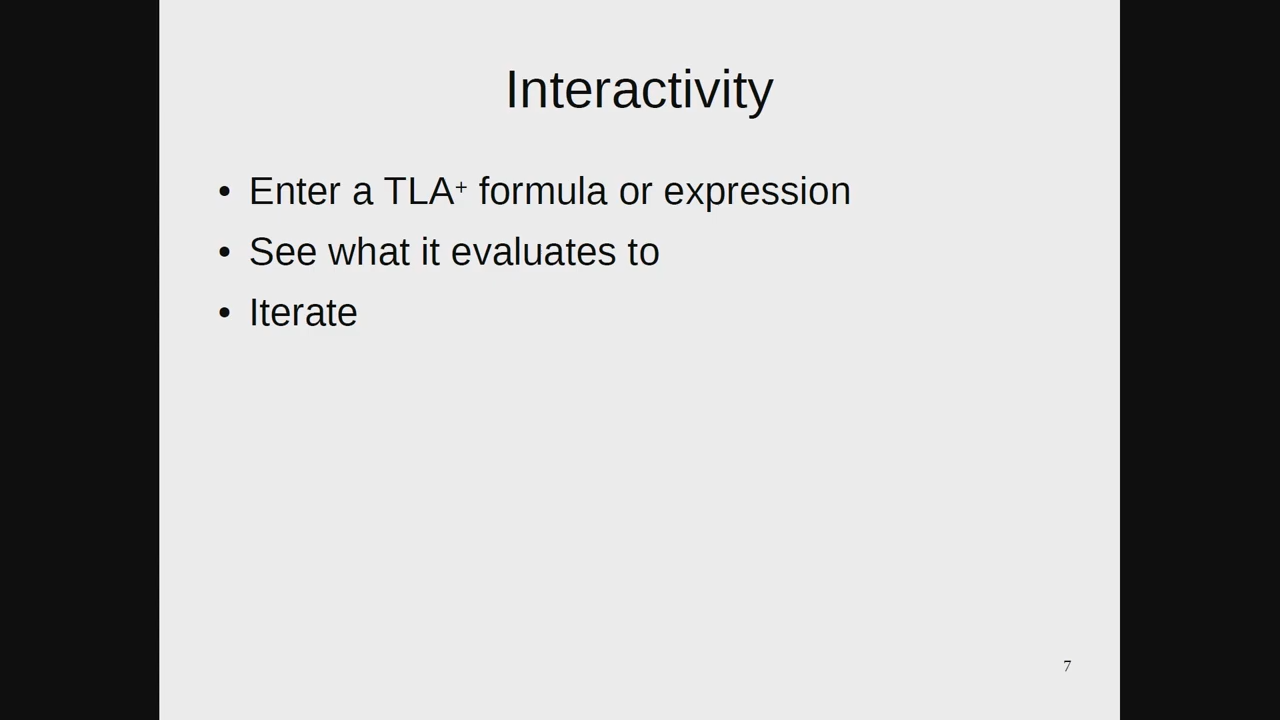 Interactivity
• Enter a TLA⁺ formula or expression
• See what it evaluates to
• Iterate
7